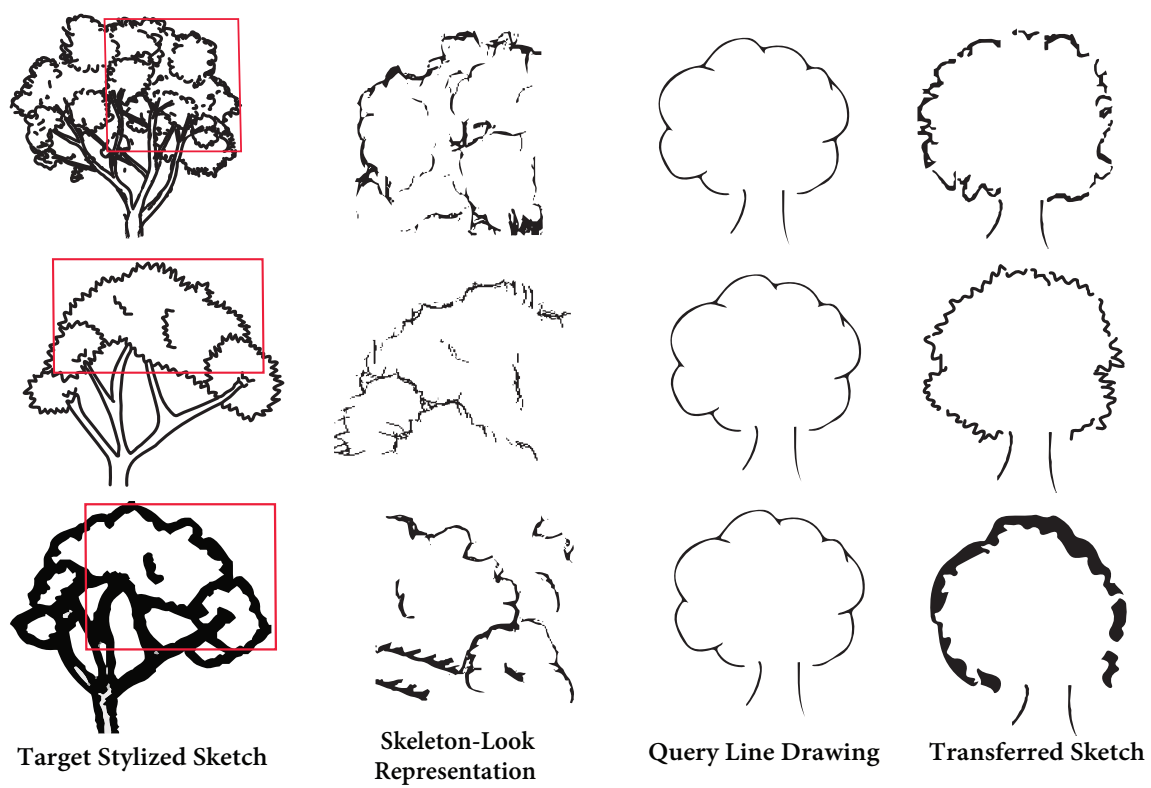 Target Stylized Sketch
Skeleton-Look
Representation
Query Line Drawing
Transferred Sketch